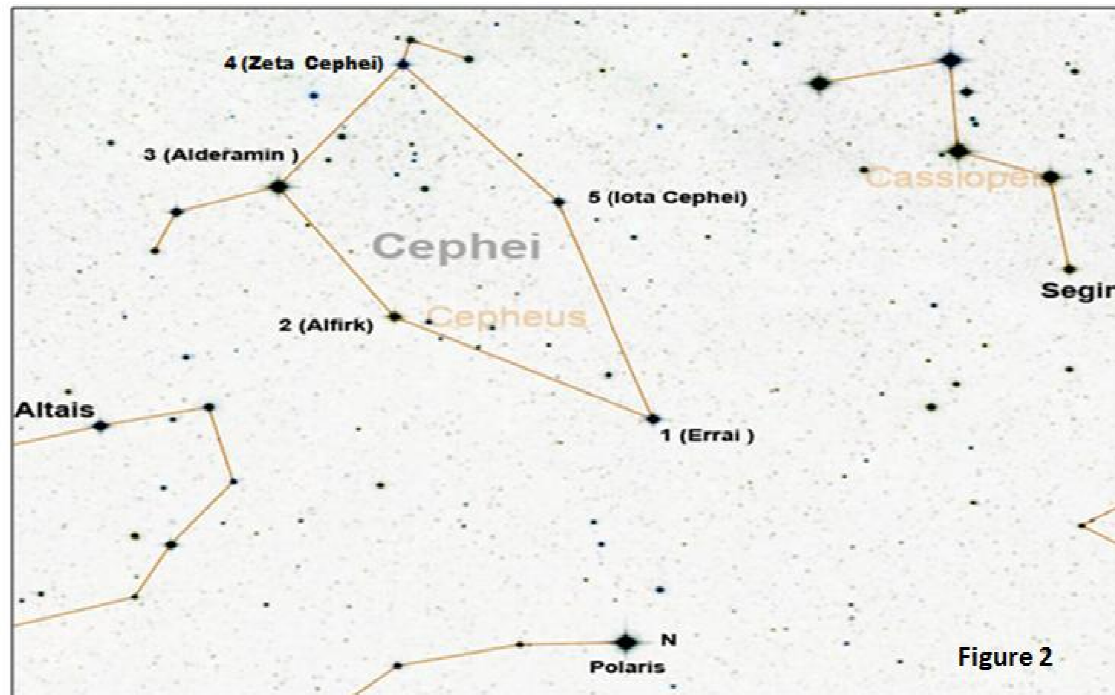 4 (Zeta Cephei)
3 (Alderamin )
Cassiopei
5 (Iota Cephei)
Cephei
Segin
2 (Alfirk)
Cepheus
Altais
1 (Errai )
N
Polaris
Figure 2